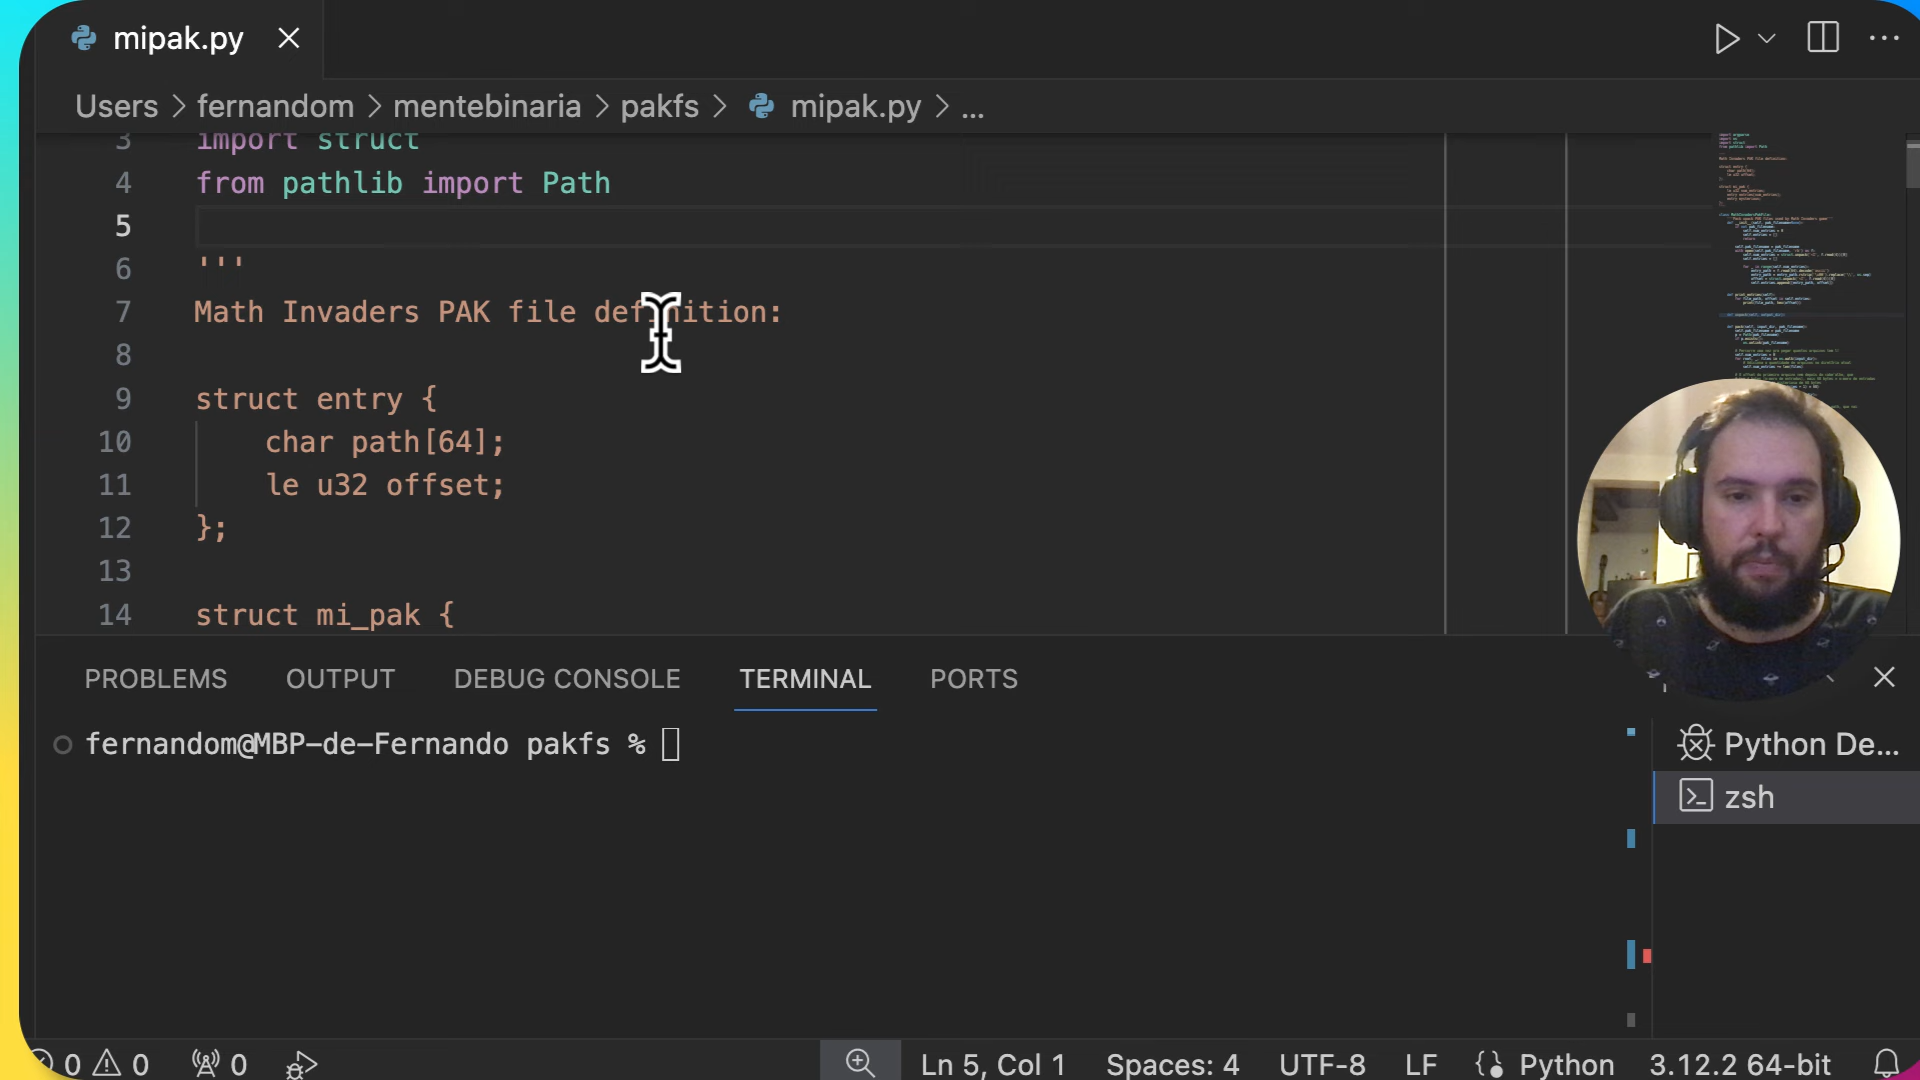 mipak.py
Users > fernandom > mentebinaria > pakfs > mipak.py > ...
3 import struct
4 from pathlib import Path
5
6 '''
7 Math Invaders PAK file definition:
8
9 struct entry {
10 char path[64];
11 le u32 offset;
12 };
13
14 struct mi_pak {
PROBLEMS OUTPUT DEBUG CONSOLE TERMINAL PORTS
fernandom@MBP-de-Fernando pakfs %
Python De...
zsh
0 0 0 Ln 5, Col 1 Spaces: 4 UTF-8 LF Python 3.12.2 64-bit